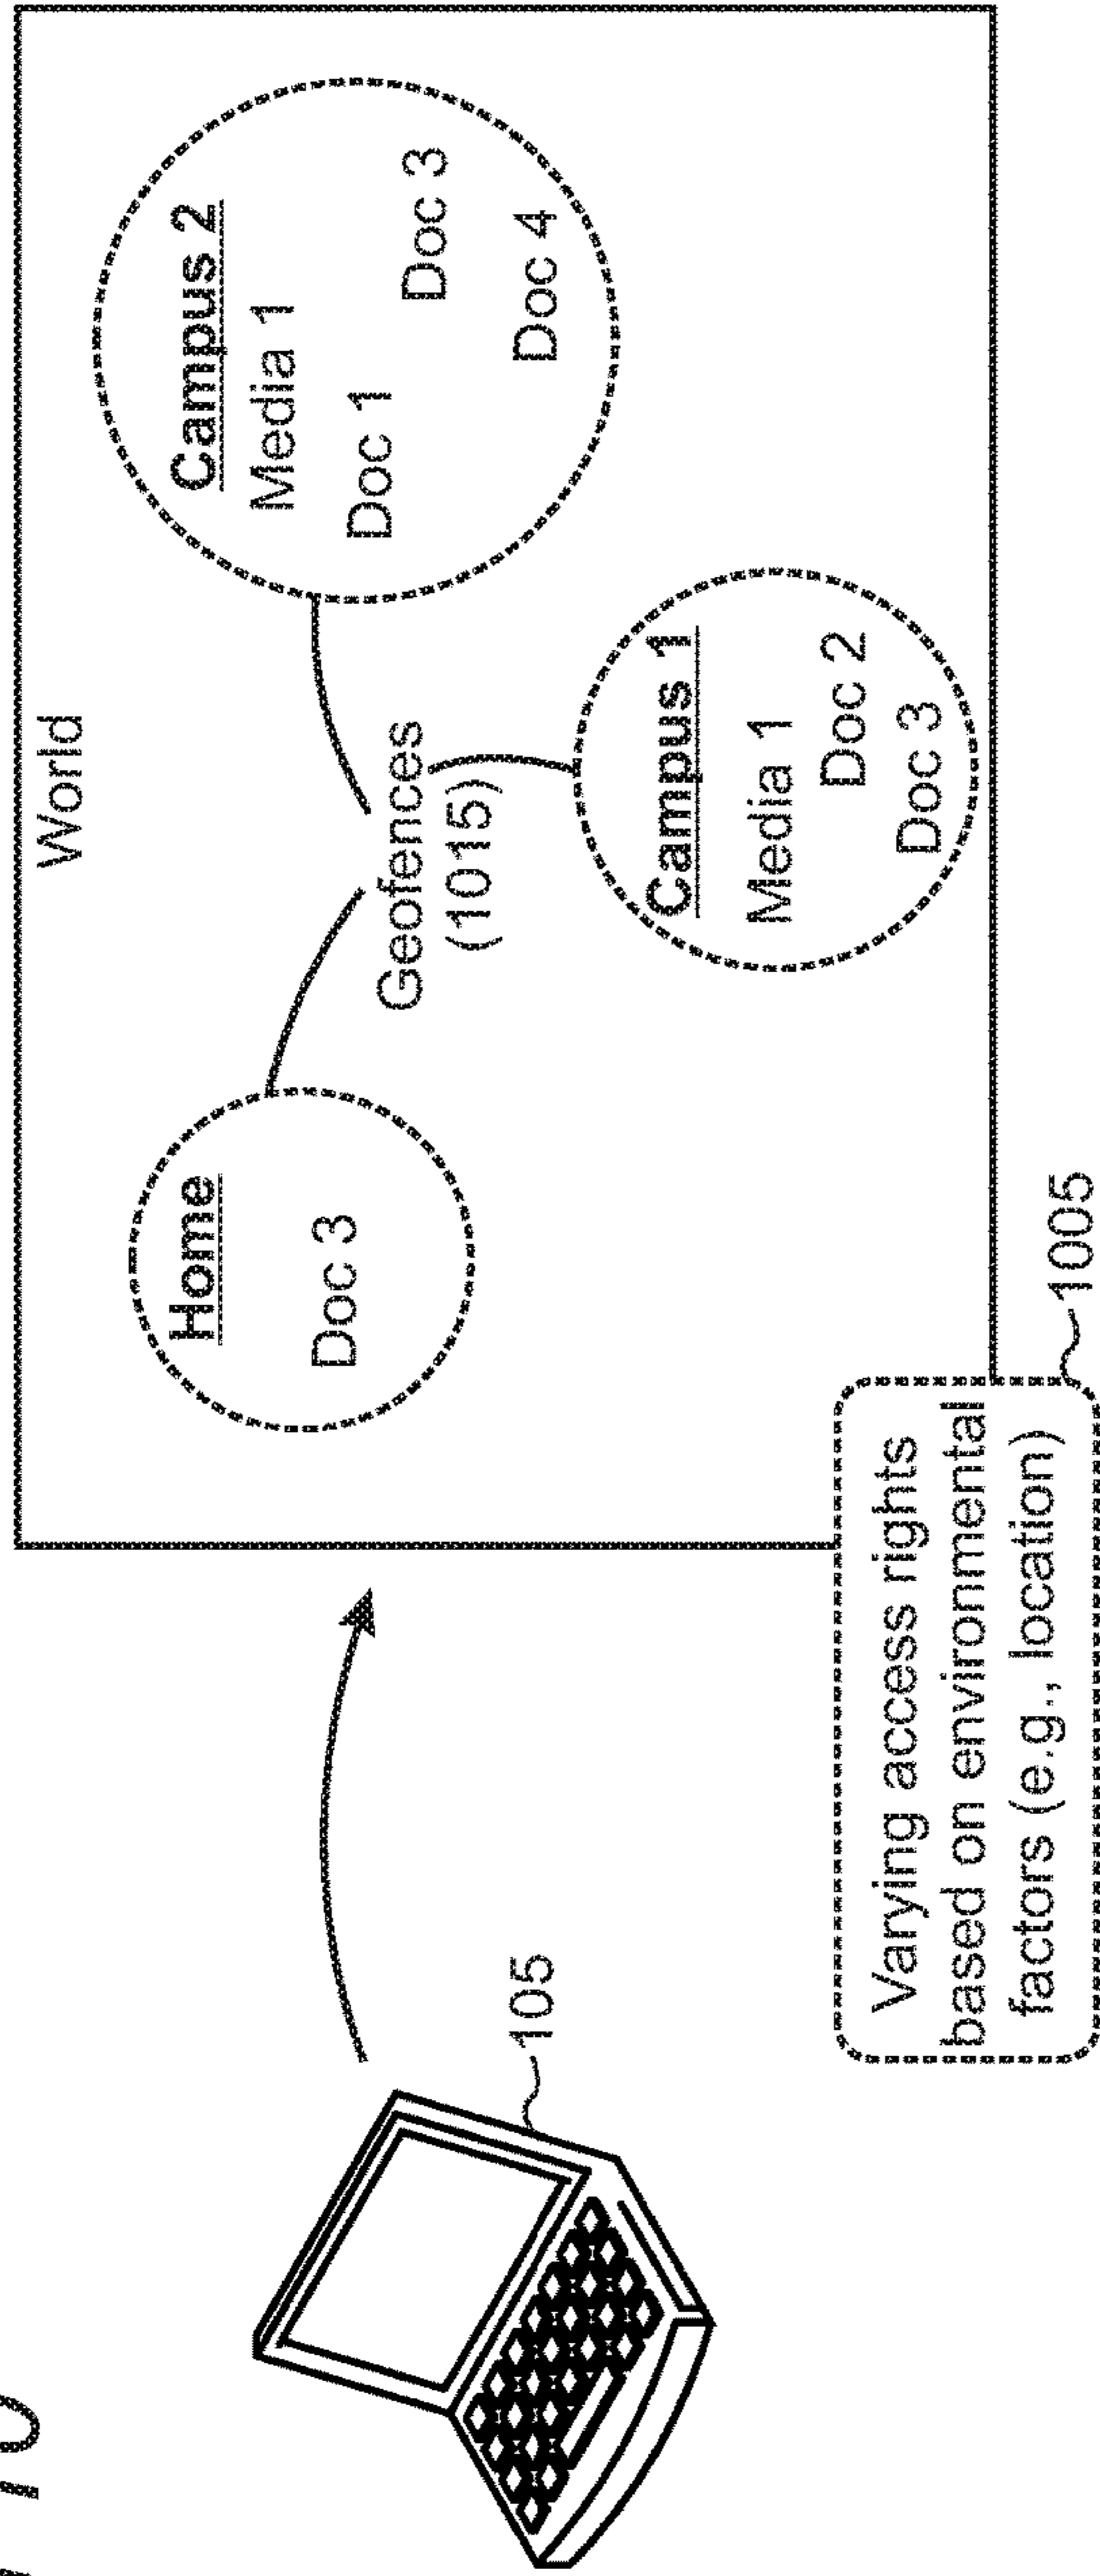 10
World
Home
Doc 3
Geofences
(1015)
Campus 2
Media 1
Doc 1
Doc 3
Doc 4
Campus 1
Media 1
Doc 2
Doc 3
105
Varying access rights
based on environmental
factors (e.g., location)
1005